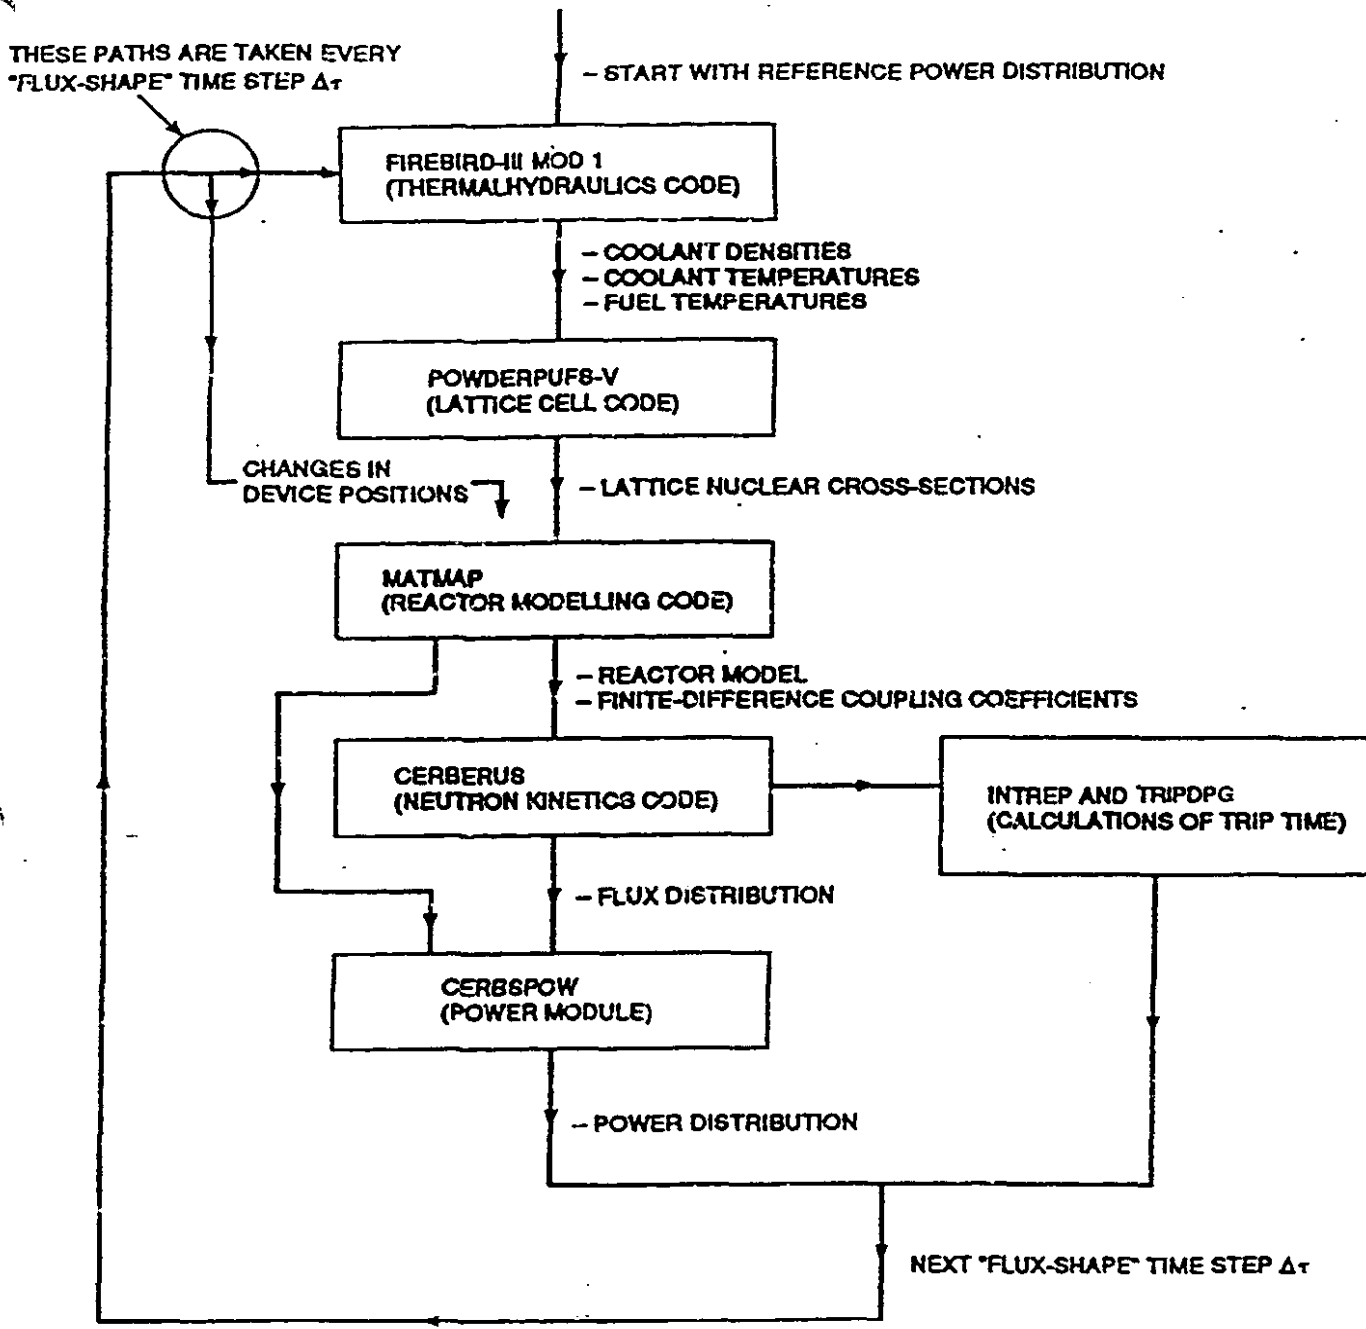 THESE PATHS ARE TAKEN EVERY
"FLUX-SHAPE" TIME STEP Δτ
– START WITH REFERENCE POWER DISTRIBUTION
FIREBIRD-III MOD 1
(THERMALHYDRAULICS CODE)
– COOLANT DENSITIES
– COOLANT TEMPERATURES
– FUEL TEMPERATURES
POWDERPUFS-V
(LATTICE CELL CODE)
CHANGES IN
DEVICE POSITIONS
– LATTICE NUCLEAR CROSS-SECTIONS
MATMAP
(REACTOR MODELLING CODE)
– REACTOR MODEL
– FINITE-DIFFERENCE COUPLING COEFFICIENTS
CERBERUS
(NEUTRON KINETICS CODE)
INTREP AND TRIPDPG
(CALCULATIONS OF TRIP TIME)
– FLUX DISTRIBUTION
CERBSPOW
(POWER MODULE)
– POWER DISTRIBUTION
NEXT "FLUX-SHAPE" TIME STEP Δτ